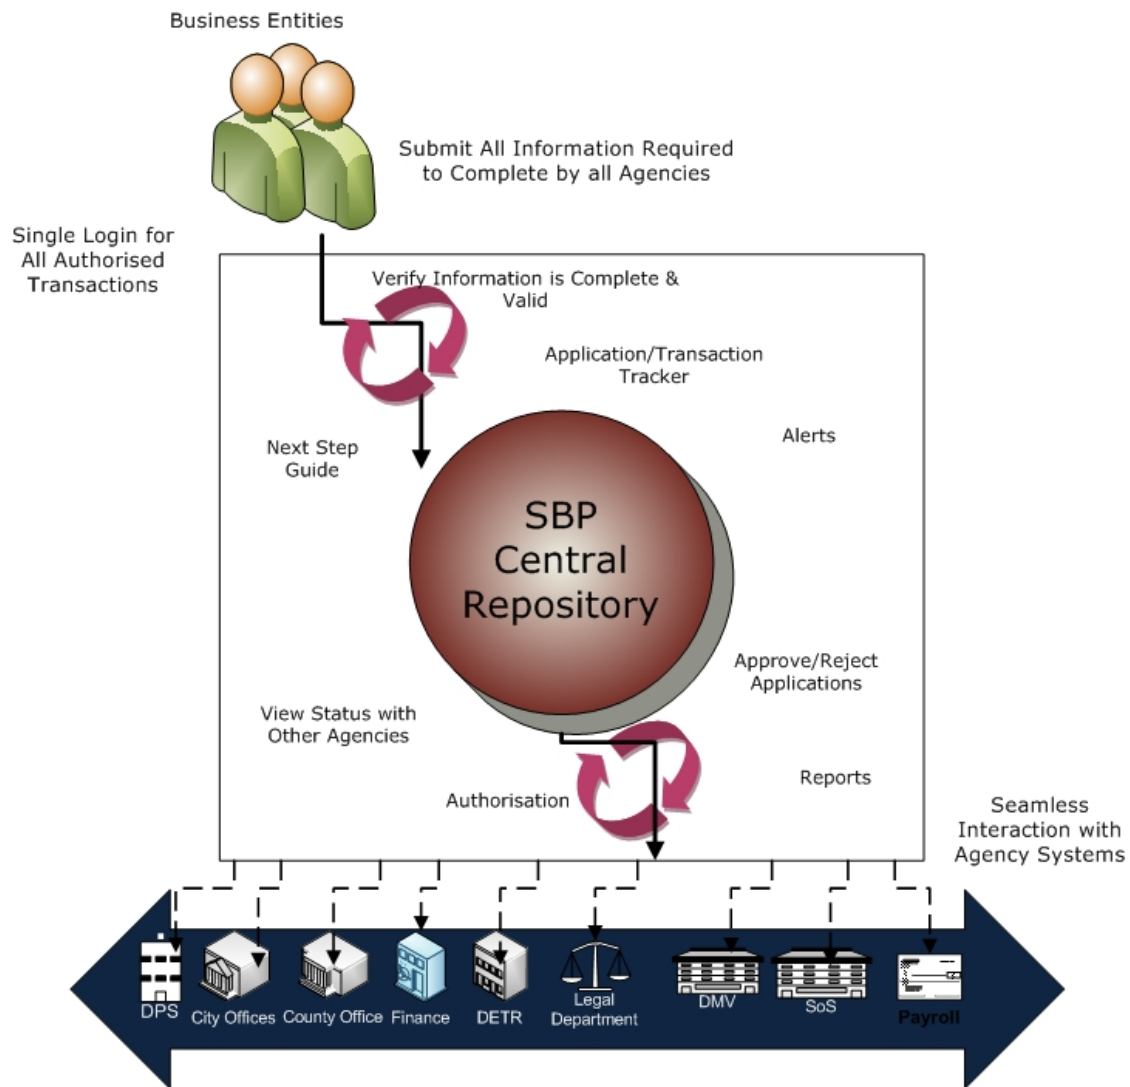 Business Entities
Submit All Information Required
to Complete by all Agencies
Single Login for
All Authorised
Transactions
Verify Information is Complete &
Valid
Application/Transaction
Tracker
Alerts
Next Step
Guide
SBP
Central
Repository
Approve/Reject
Applications
View Status with
Other Agencies
Authorisation
Reports
Seamless
Interaction with
Agency Systems
DPS
City Offices
County Office
Finance
DETR
Legal
Department
DMV
SoS
Payroll